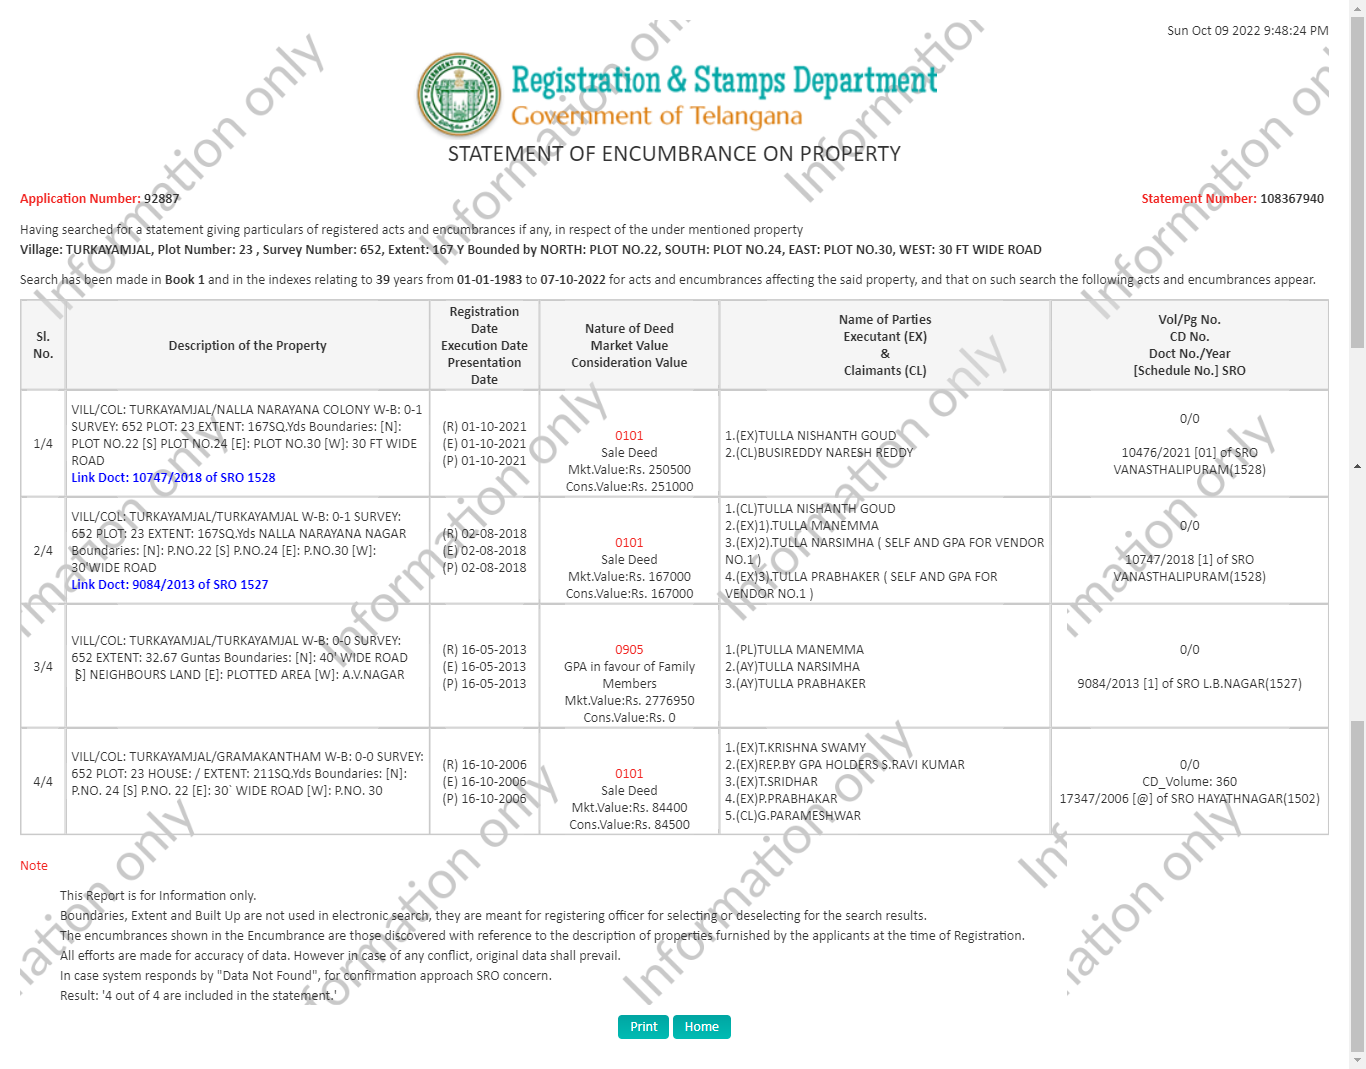 Sun Oct 09 2022 9:48:24 PM
Registration & Stamps Department
Government of Telangana
STATEMENT OF ENCUMBRANCE ON PROPERTY
Application Number: 92887
Statement Number: 108367940
Having searched for a statement giving particulars of registered acts and encumbrances if any, in respect of the under mentioned property
Village: TURKAYAMJAL, Plot Number: 23 , Survey Number: 652, Extent: 167 Y Bounded by NORTH: PLOT NO.22, SOUTH: PLOT NO.24, EAST: PLOT NO.30, WEST: 30 FT WIDE ROAD
Search has been made in Book 1 and in the indexes relating to 39 years from 01-01-1983 to 07-10-2022 for acts and encumbrances affecting the said property, and that on such search the following acts and encumbrances appear.
Sl.
No.
Description of the Property
Registration
Date
Execution Date
Presentation
Date
Nature of Deed
Market Value
Consideration Value
Name of Parties
Executant (EX)
&
Claimants (CL)
Vol/Pg No.
CD No.
Doct No./Year
[Schedule No.] SRO
1/4
VILL/COL: TURKAYAMJAL/NALLA NARAYANA COLONY W-B: 0-1
SURVEY: 652 PLOT: 23 EXTENT: 167SQ.Yds Boundaries: [N]:
PLOT NO.22 [S] PLOT NO.24 [E]: PLOT NO.30 [W]: 30 FT WIDE
ROAD
Link Doct: 10747/2018 of SRO 1528
(R) 01-10-2021
(E) 01-10-2021
(P) 01-10-2021
0101
Sale Deed
Mkt.Value:Rs. 250500
Cons.Value:Rs. 251000
1.(EX)TULLA NISHANTH GOUD
2.(CL)BUSIREDDY NARESH REDDY
0/0
10476/2021 [01] of SRO
VANASTHALIPURAM(1528)
2/4
VILL/COL: TURKAYAMJAL/TURKAYAMJAL W-B: 0-1 SURVEY:
652 PLOT: 23 EXTENT: 167SQ.Yds NALLA NARAYANA NAGAR
Boundaries: [N]: P.NO.22 [S] P.NO.24 [E]: P.NO.30 [W]:
30'WIDE ROAD
Link Doct: 9084/2013 of SRO 1527
(R) 02-08-2018
(E) 02-08-2018
(P) 02-08-2018
0101
Sale Deed
Mkt.Value:Rs. 167000
Cons.Value:Rs. 167000
1.(CL)TULLA NISHANTH GOUD
2.(EX)1).TULLA MANEMMA
3.(EX)2).TULLA NARSIMHA ( SELF AND GPA FOR VENDOR
NO.1 )
4.(EX)3).TULLA PRABHAKER ( SELF AND GPA FOR
VENDOR NO.1 )
0/0
10747/2018 [1] of SRO
VANASTHALIPURAM(1528)
3/4
VILL/COL: TURKAYAMJAL/TURKAYAMJAL W-B: 0-0 SURVEY:
652 EXTENT: 32.67 Guntas Boundaries: [N]: 40' WIDE ROAD
[S] NEIGHBOURS LAND [E]: PLOTTED AREA [W]: A.V.NAGAR
(R) 16-05-2013
(E) 16-05-2013
(P) 16-05-2013
0905
GPA in favour of Family
Members
Mkt.Value:Rs. 2776950
Cons.Value:Rs. 0
1.(PL)TULLA MANEMMA
2.(AY)TULLA NARSIMHA
3.(AY)TULLA PRABHAKER
0/0
9084/2013 [1] of SRO L.B.NAGAR(1527)
4/4
VILL/COL: TURKAYAMJAL/GRAMAKANTHAM W-B: 0-0 SURVEY:
652 PLOT: 23 HOUSE: / EXTENT: 211SQ.Yds Boundaries: [N]:
P.NO. 24 [S] P.NO. 22 [E]: 30` WIDE ROAD [W]: P.NO. 30
(R) 16-10-2006
(E) 16-10-2006
(P) 16-10-2006
0101
Sale Deed
Mkt.Value:Rs. 84400
Cons.Value:Rs. 84500
1.(EX)T.KRISHNA SWAMY
2.(EX)REP.BY GPA HOLDERS S.RAVI KUMAR
3.(EX)T.SRIDHAR
4.(EX)P.PRABHAKAR
5.(CL)G.PARAMESHWAR
0/0
CD_Volume: 360
17347/2006 [@] of SRO HAYATHNAGAR(1502)
Note
This Report is for Information only.
Boundaries, Extent and Built Up are not used in electronic search, they are meant for registering officer for selecting or deselecting for the search results.
The encumbrances shown in the Encumbrance are those discovered with reference to the description of properties furnished by the applicants at the time of Registration.
All efforts are made for accuracy of data. However in case of any conflict, original data shall prevail.
In case system responds by "Data Not Found", for confirmation approach SRO concern.
Result: '4 out of 4 are included in the statement.'
Print
Home
Information only